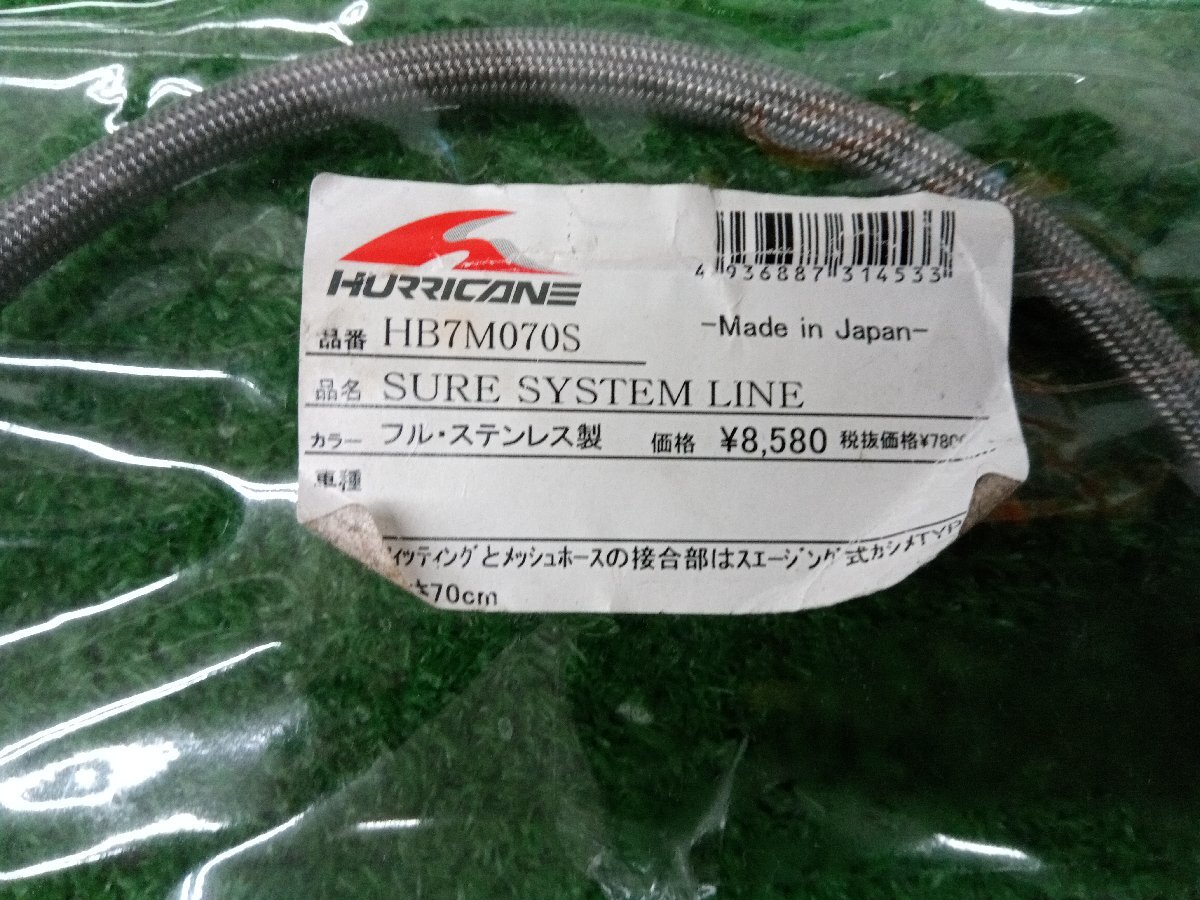 HURRICANE
4 936887 314533
品番 HB7M070S
-Made in Japan-
品名 SURE SYSTEM LINE
カラー フル・ステンレス製 価格 ¥8,580 税抜価格¥780
車種
ィッティングとメッシュホースの接合部はスエージング式カシメTYP
70cm